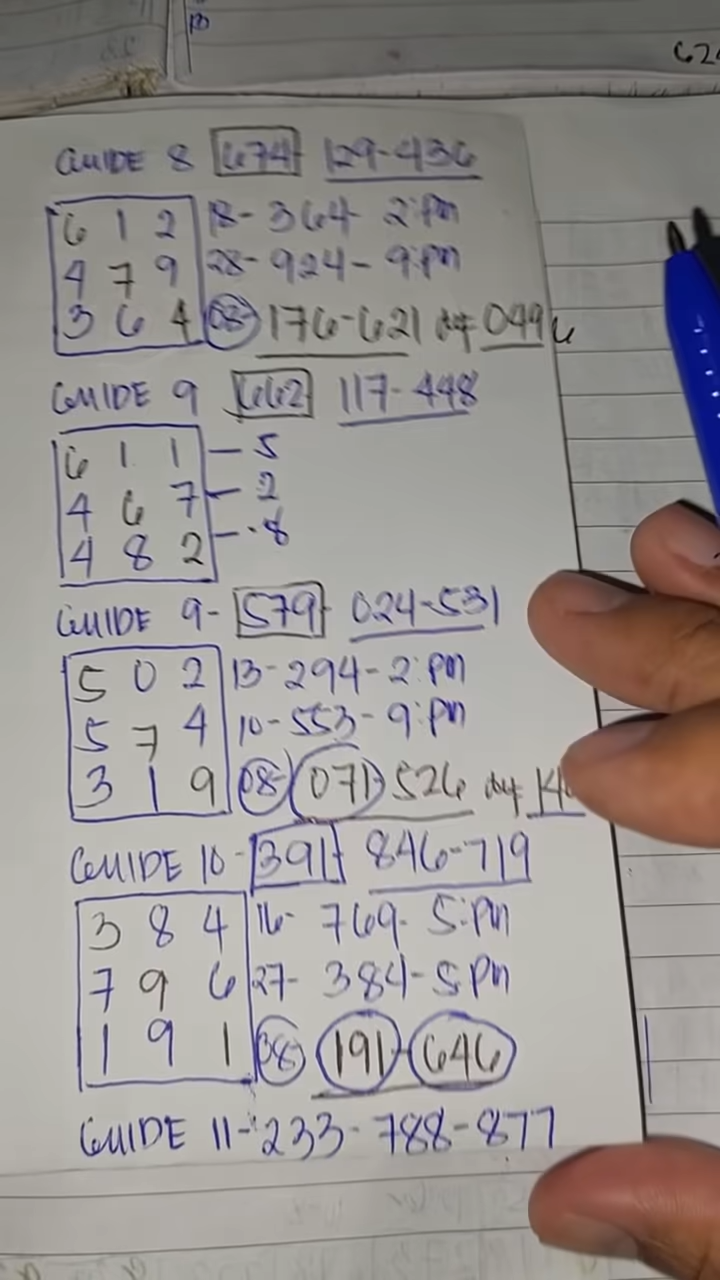 624
GUIDE 8 674 129-436
6 1 2 18-364-2:pm
4 7 9 28-924-9:pm
3 6 4 08- 176-621 049
GUIDE 9 662 117-448
6 1 1 - 5
4 6 7 - 2
4 8 2 - 8
GUIDE 9- 579 024-531
5 0 2 13-294-2:pm
5 7 4 10-553-9:pm
3 1 9 08- 071-526
GUIDE 10-391- 846-719
3 8 4 16- 769- 5:pm
7 9 6 27- 384-5:pm
1 9 1 08- 191-646
GUIDE 11-233-788-877